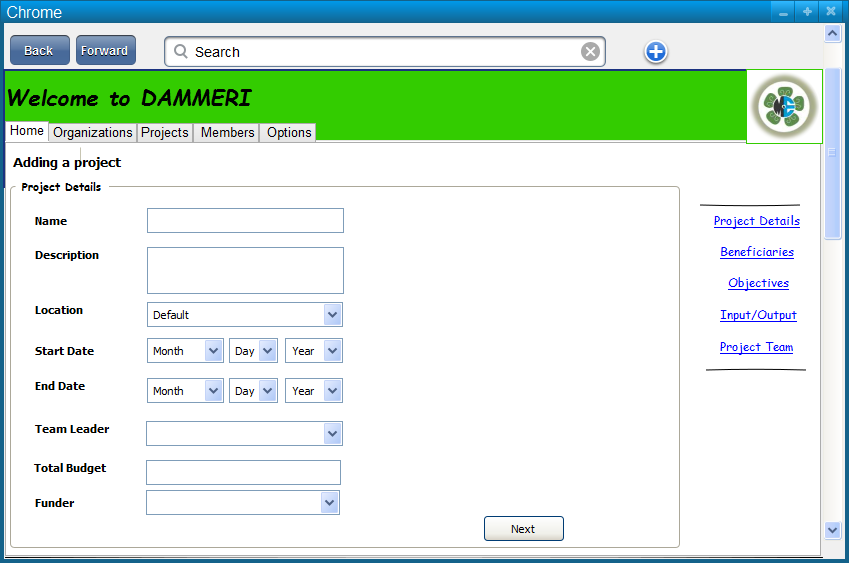 Chrome
Back Forward Search
Welcome to DAMMERI
Home Organizations Projects Members Options
Adding a project
Project Details
Name
Description
Location Default
Start Date Month Day Year
End Date Month Day Year
Team Leader
Total Budget
Funder
Next
Project Details
Beneficiaries
Objectives
Input/Output
Project Team